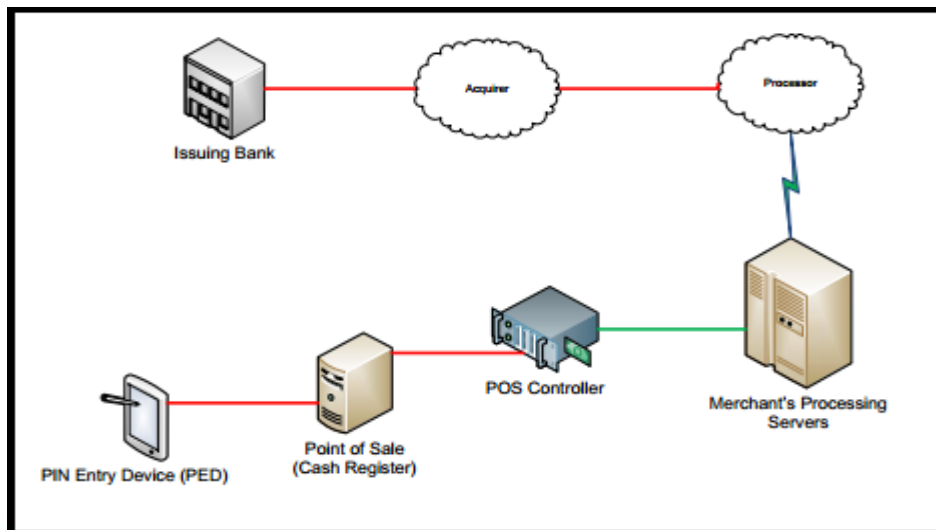 Acquirer
Processor
Issuing Bank
POS Controller
Merchant's Processing
Servers
Point of Sale
(Cash Register)
PIN Entry Device (PED)